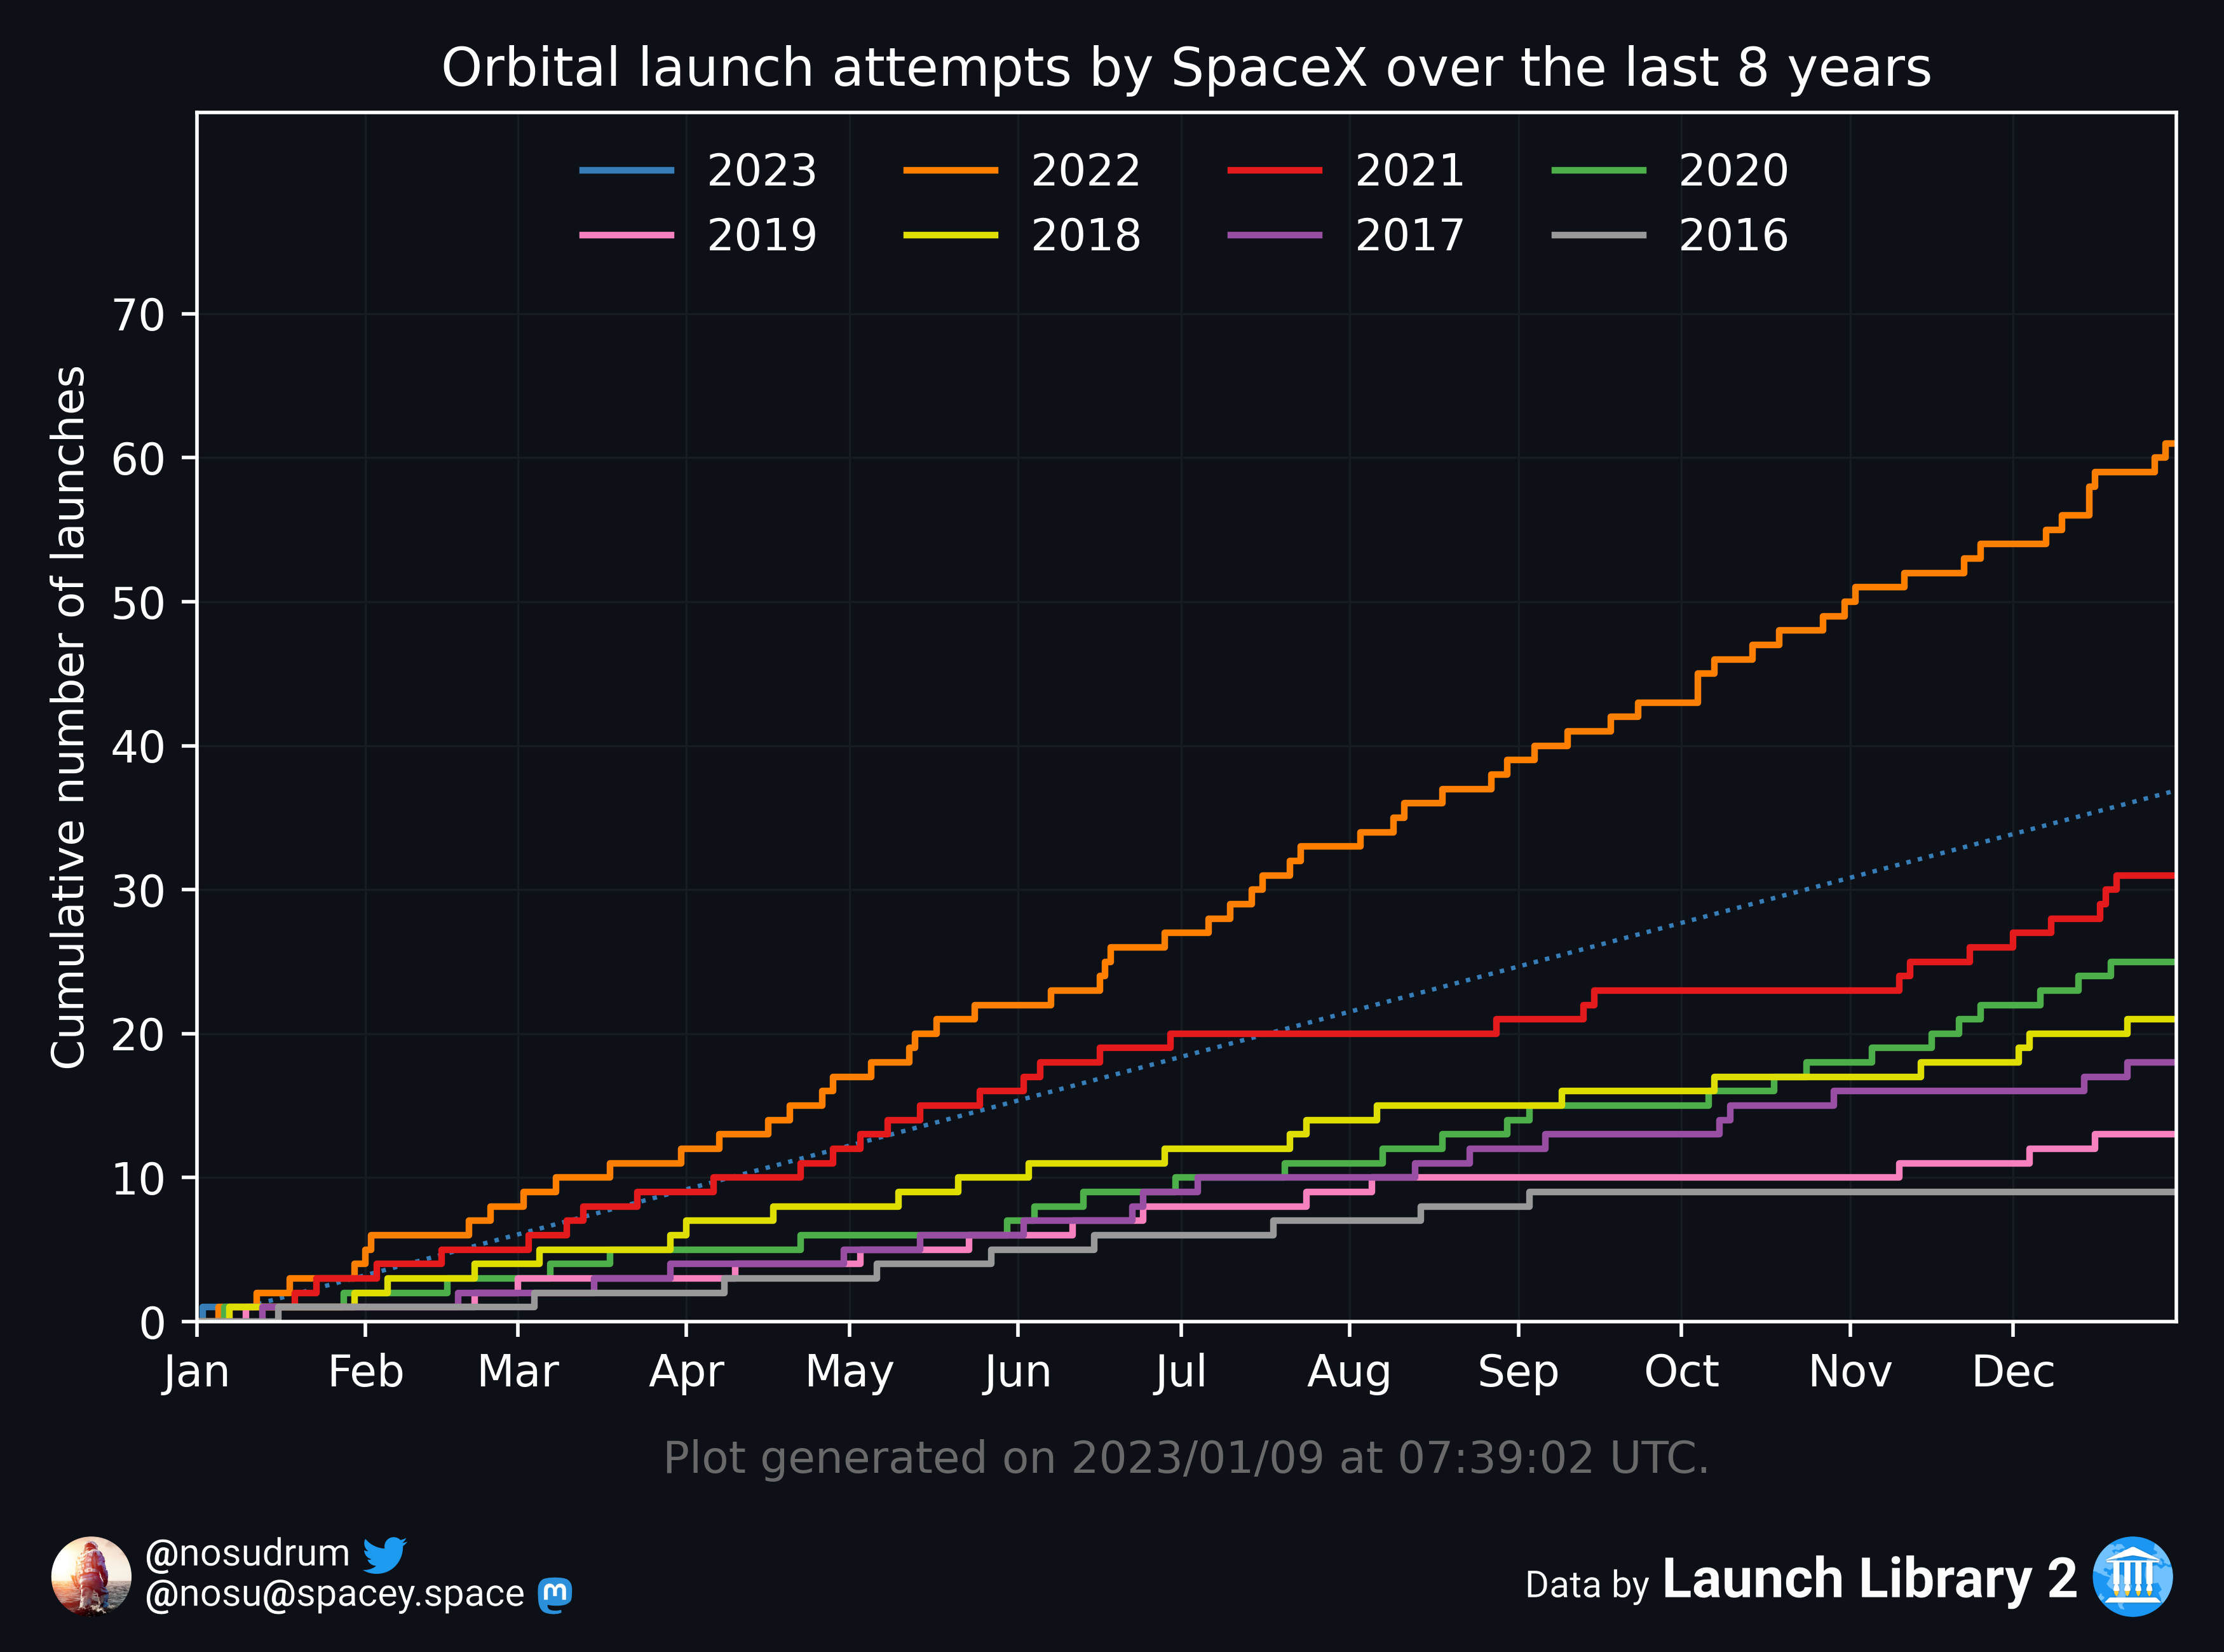 Orbital launch attempts by SpaceX over the last 8 years
2023 2022 2021 2020
2019 2018 2017 2016
Cumulative number of launches
70
60
50
40
30
20
10
0
Jan Feb Mar Apr May Jun Jul Aug Sep Oct Nov Dec
Plot generated on 2023/01/09 at 07:39:02 UTC.
@nosudrum
@nosu@spacey.space
Data by Launch Library 2